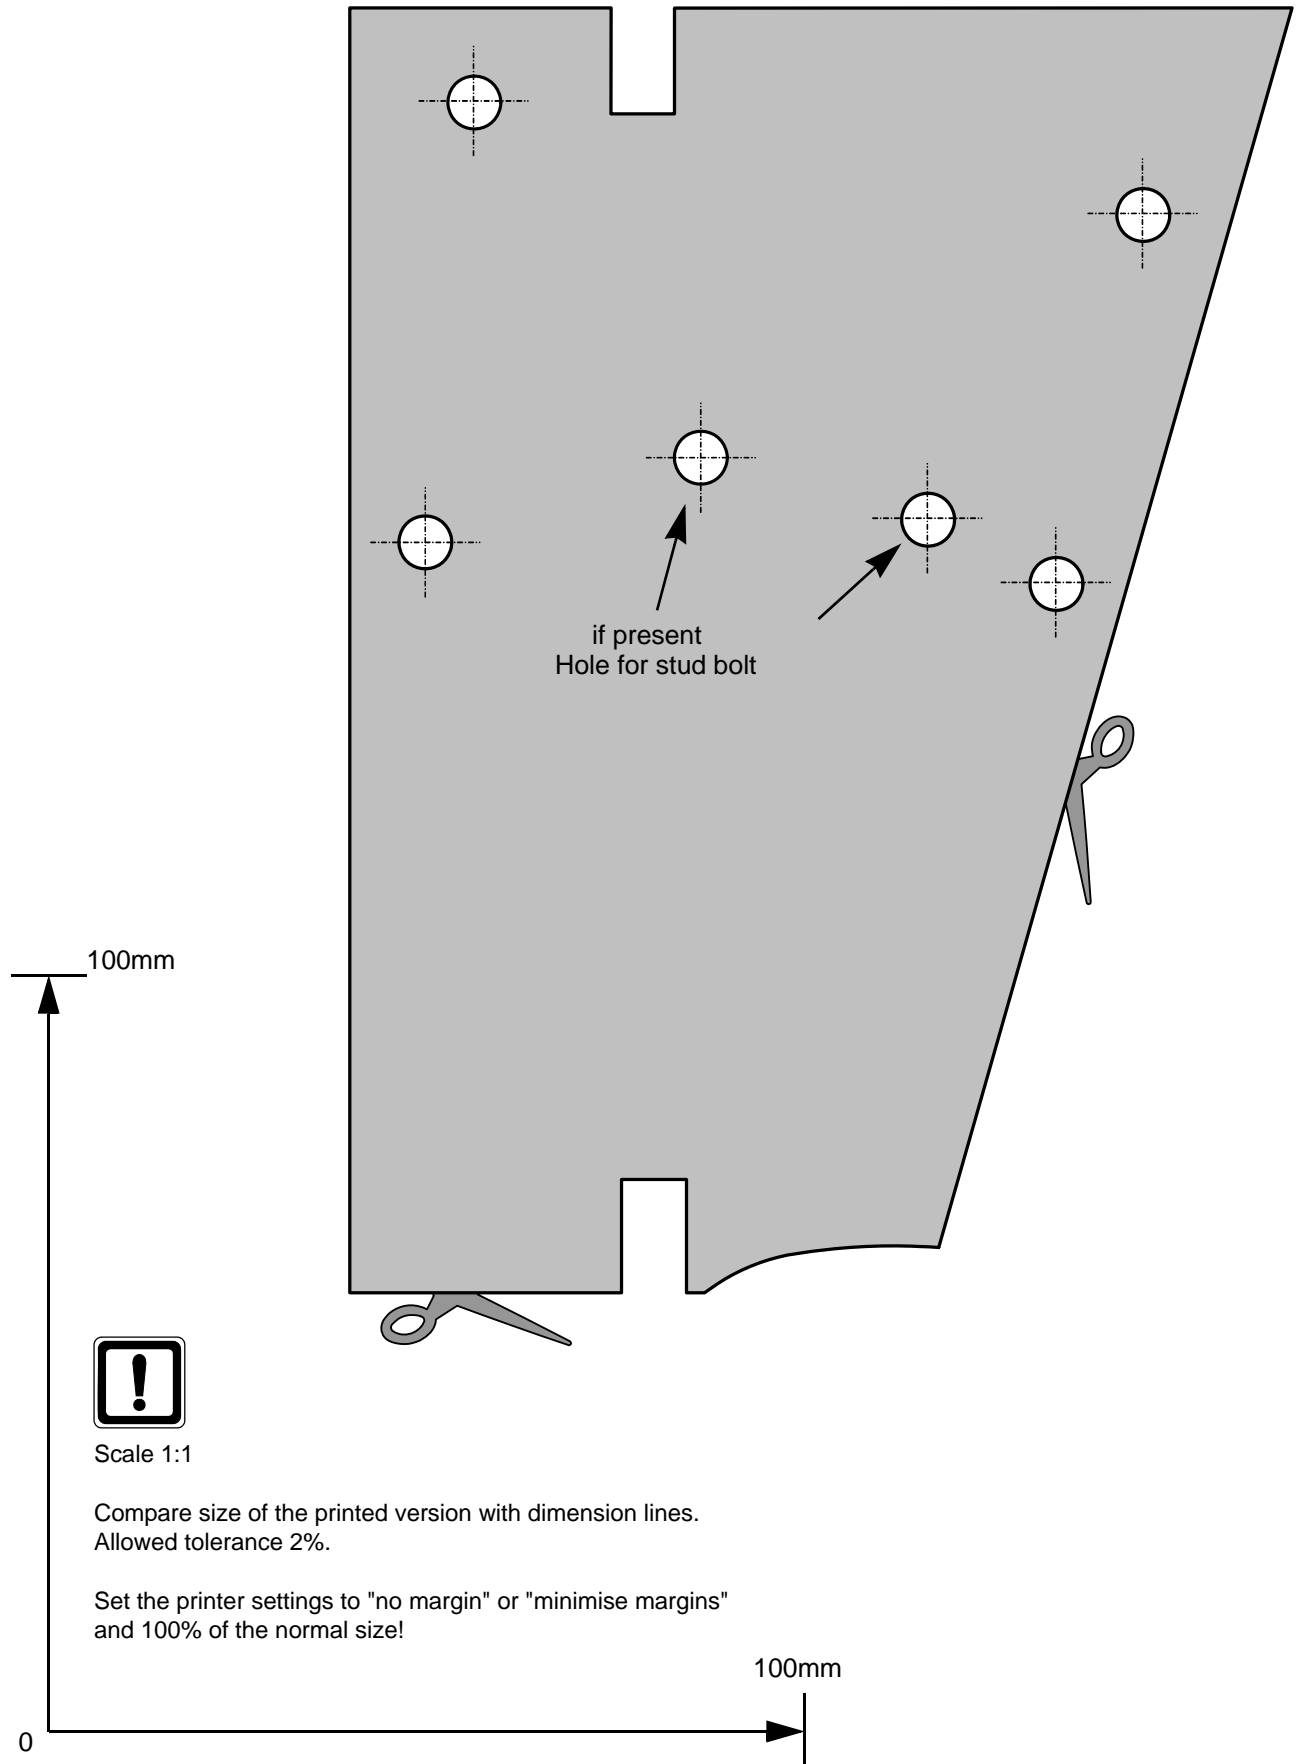 if present
Hole for stud bolt
100mm
Scale 1:1
Compare size of the printed version with dimension lines.
Allowed tolerance 2%.
Set the printer settings to "no margin" or "minimise margins"
and 100% of the normal size!
100mm
0